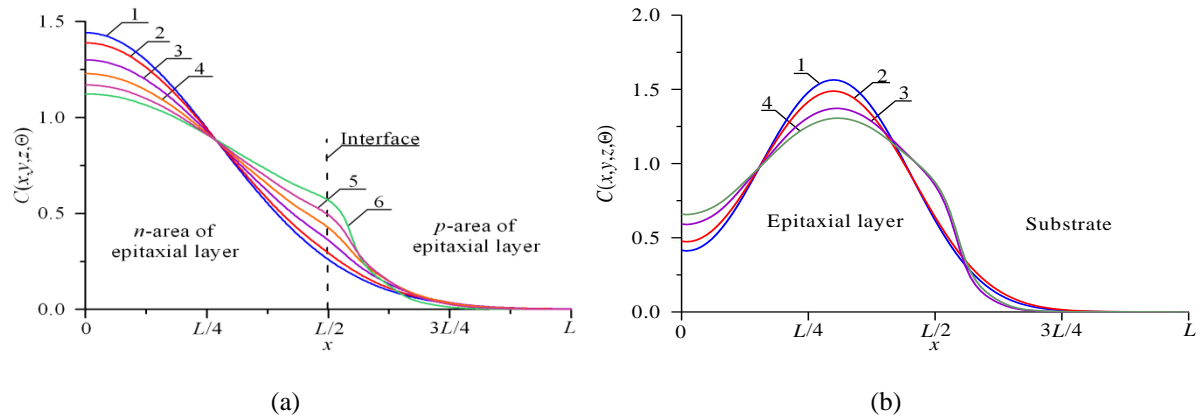 1.5
1.0
0.5
0.0
C(x,y,z,Θ)
1
2
3
4
5
6
Interface
n-area of
epitaxial layer
p-area of
epitaxial layer
0
L/4
L/2
3L/4
L
x
(a)
2.0
1.5
1.0
0.5
0.0
C(x,y,z,Θ)
1
2
3
4
Epitaxial layer
Substrate
0
L/4
L/2
3L/4
L
x
(b)